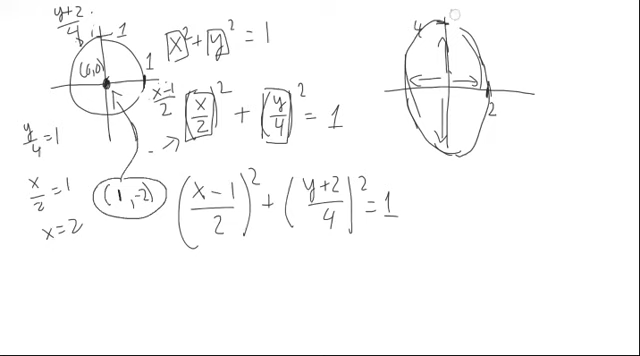 (y+2)/4
1
x² + y² = 1
4
(0,0)
1
(x-1)/2
(x/2)² + (y/4)² = 1
2
y/4 = 1
x/2 = 1
(1,-2)
((x-1)/2)² + ((y+2)/4)² = 1
x=2